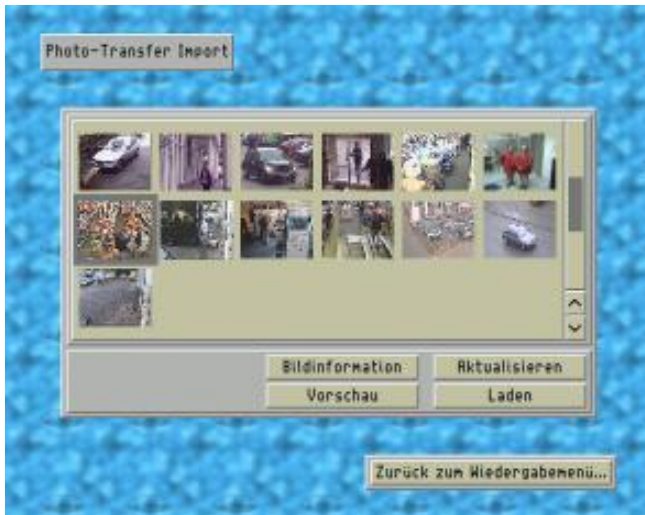 Photo-Transfer Import
Bildinformation
Aktualisieren
Vorschau
Laden
Zurück zum Wiedergabemenü...